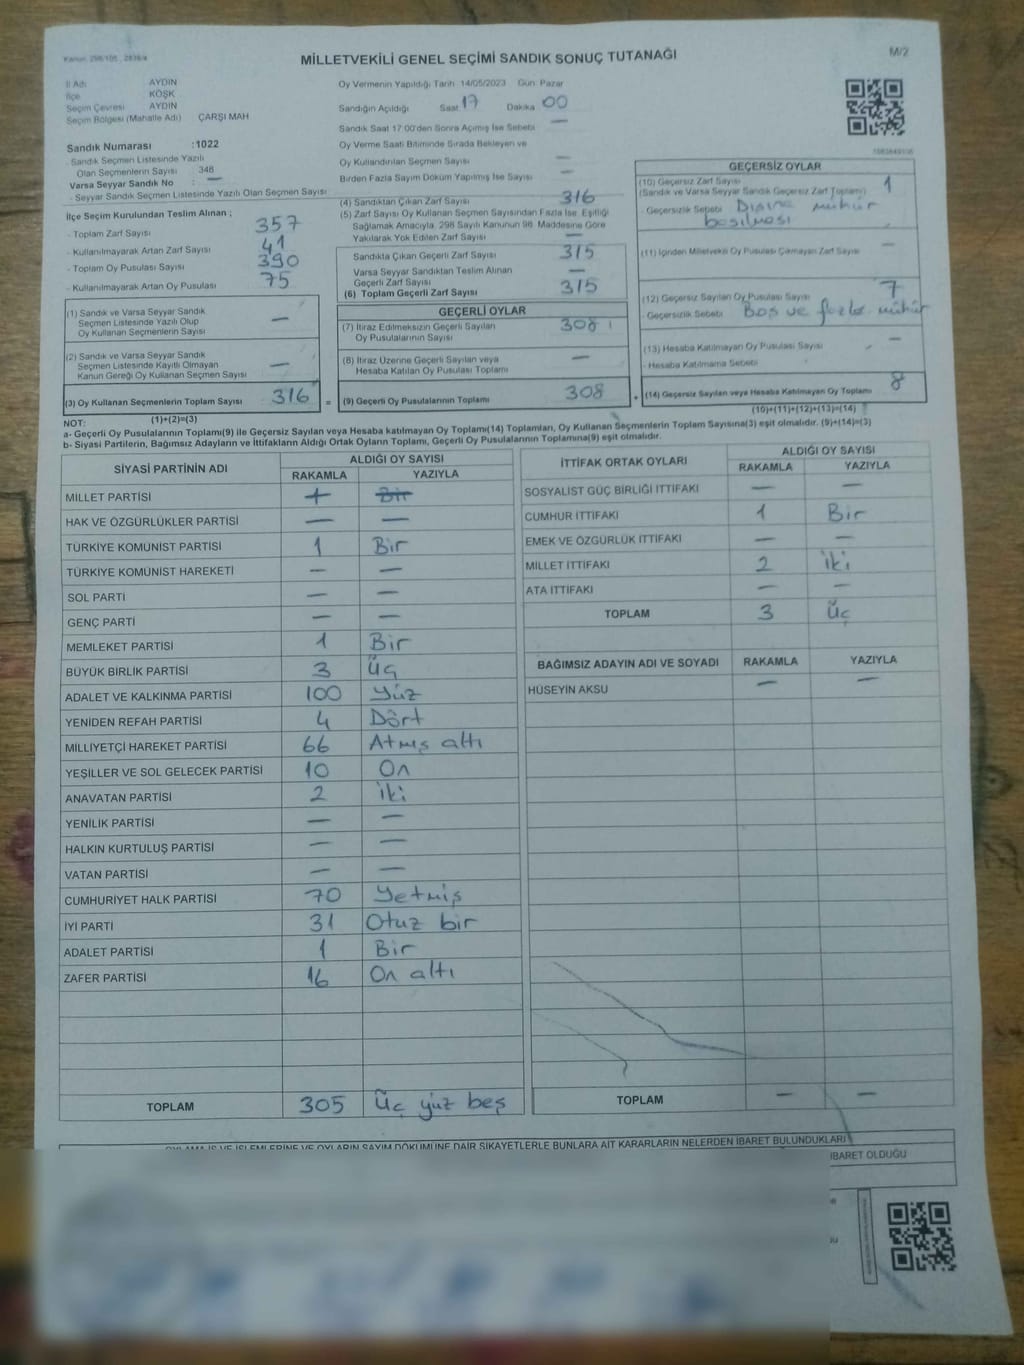 MİLLETVEKİLİ GENEL SEÇİMİ SANDIK SONUÇ TUTANAĞI
M/2
İl Adı AYDIN
İlçe KÖŞK
Seçim Çevresi AYDIN
Seçim Bölgesi (Mahalle Adı) ÇARŞI MAH
Sandık Numarası :1022
- Sandık Seçmen Listesinde Yazılı
Olan Seçmenlerin Sayısı : 348
Varsa Seyyar Sandık No : —
- Seyyar Sandık Seçmen Listesinde Yazılı Olan Seçmen Sayısı
İlçe Seçim Kurulundan Teslim Alınan ;
- Toplam Zarf Sayısı 357
- Kullanılmayarak Artan Zarf Sayısı 41
- Toplam Oy Pusulası Sayısı 390
- Kullanılmayarak Artan Oy Pusulası 75
Oy Vermenin Yapıldığı Tarih 14/05/2023 Gün Pazar
Sandığın Açıldığı Saat 17 Dakika 00
Sandık Saat 17:00'den Sonra Açımış İse Sebebi —
Oy Verme Saati Bitiminde Sırada Bekleyen ve
Oy Kullandırılan Seçmen Sayısı —
Birden Fazla Sayım Döküm Yapılmış İse Sayısı —
(4) Sandıktan Çıkan Zarf Sayısı 316
(5) Zarf Sayısı Oy Kullanan Seçmen Sayısından Fazla İse, Eşitliği
Sağlamak Amacıyla, 298 Sayılı Kanunun 98. Maddesine Göre
Yakılarak Yok Edilen Zarf Sayısı —
Sandıkta Çıkan Geçerli Zarf Sayısı 315
Varsa Seyyar Sandıktan Teslim Alınan
Geçerli Zarf Sayısı —
(6) Toplam Geçerli Zarf Sayısı 315
GEÇERSİZ OYLAR
(10) Geçersiz Zarf Sayısı 1
(Sandık ve Varsa Seyyar Sandık Geçersiz Zarf Toplamı)
- Geçersizlik Sebebi Dışına mühür
basılması
(11) İçinden Milletvekili Oy Pusulası Çıkmayan Zarf Sayısı —
(12) Geçersiz Sayılan Oy Pusulası Sayısı 7
- Geçersizlik Sebebi Boş ve fazla mühür
(13) Hesaba Katılmayan Oy Pusulası Sayısı —
- Hesaba Katılmama Sebebi —
(14) Geçersiz Sayılan veya Hesaba Katılmayan Oy Toplamı 8
(10)+(11)+(12)+(13)=(14)
(1) Sandık ve Varsa Seyyar Sandık
Seçmen Listesinde Yazılı Olup
Oy Kullanan Seçmenlerin Sayısı —
(2) Sandık ve Varsa Seyyar Sandık
Seçmen Listesinde Kayıtlı Olmayan
Kanun Gereği Oy Kullanan Seçmen Sayısı —
(3) Oy Kullanan Seçmenlerin Toplam Sayısı 316 =
(1)+(2)=(3)
GEÇERLİ OYLAR
(7) İtiraz Edilmeksizin Geçerli Sayılan
Oy Pusulalarının Sayısı 308
(8) İtiraz Üzerine Geçerli Sayılan veya
Hesaba Katılan Oy Pusulası Toplamı —
(9) Geçerli Oy Pusulalarının Toplamı 308 +
NOT:
a- Geçerli Oy Pusulalarının Toplamı(9) ile Geçersiz Sayılan veya Hesaba katılmayan Oy Toplamı(14) Toplamları, Oy Kullanan Seçmenlerin Toplam Sayısına(3) eşit olmalıdır. (9)+(14)=(3)
b- Siyasi Partilerin, Bağımsız Adayların ve İttifakların Aldığı Ortak Oyların Toplamı, Geçerli Oy Pusulalarının Toplamına(9) eşit olmalıdır.
SİYASİ PARTİNİN ADI ALDIĞI OY SAYISI
RAKAMLA YAZIYLA
MİLLET PARTİSİ 1 Bir
HAK VE ÖZGÜRLÜKLER PARTİSİ — —
TÜRKİYE KOMÜNİST PARTİSİ 1 Bir
TÜRKİYE KOMÜNİST HAREKETİ — —
SOL PARTİ — —
GENÇ PARTİ — —
MEMLEKET PARTİSİ 1 Bir
BÜYÜK BİRLİK PARTİSİ 3 Üç
ADALET VE KALKINMA PARTİSİ 100 Yüz
YENİDEN REFAH PARTİSİ 4 Dört
MİLLİYETÇİ HAREKET PARTİSİ 66 Atmış altı
YEŞİLLER VE SOL GELECEK PARTİSİ 10 On
ANAVATAN PARTİSİ 2 İki
YENİLİK PARTİSİ — —
HALKIN KURTULUŞ PARTİSİ — —
VATAN PARTİSİ — —
CUMHURİYET HALK PARTİSİ 70 Yetmiş
İYİ PARTİ 31 Otuz bir
ADALET PARTİSİ 1 Bir
ZAFER PARTİSİ 16 On altı
TOPLAM 305 Üç yüz beş
İTTİFAK ORTAK OYLARI ALDIĞI OY SAYISI
RAKAMLA YAZIYLA
SOSYALİST GÜÇ BİRLİĞİ İTTİFAKI — —
CUMHUR İTTİFAKI 1 Bir
EMEK VE ÖZGÜRLÜK İTTİFAKI — —
MİLLET İTTİFAKI 2 İki
ATA İTTİFAKI — —
TOPLAM 3 Üç
BAĞIMSIZ ADAYIN ADI VE SOYADI RAKAMLA YAZIYLA
HÜSEYİN AKSU — —
TOPLAM — —
OYLAMA İŞ VE İŞLEMLERİNE VE OYLARIN SAYIM DÖKÜMÜNE DAİR ŞİKAYETLERLE BUNLARA AİT KARARLARIN NELERDEN İBARET BULUNDUKLARI
İBARET OLDUĞU